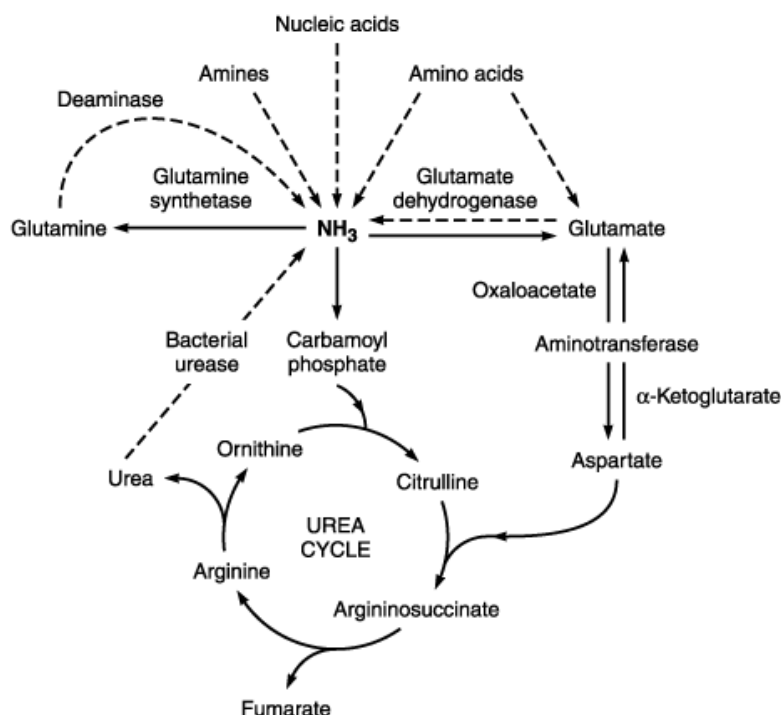 Nucleic acids
Amines
Amino acids
Deaminase
Glutamine
synthetase
Glutamate
dehydrogenase
Glutamine
NH₃
Glutamate
Oxaloacetate
Bacterial
urease
Carbamoyl
phosphate
Aminotransferase
α-Ketoglutarate
Ornithine
Urea
Citrulline
Aspartate
UREA
CYCLE
Arginine
Argininosuccinate
Fumarate